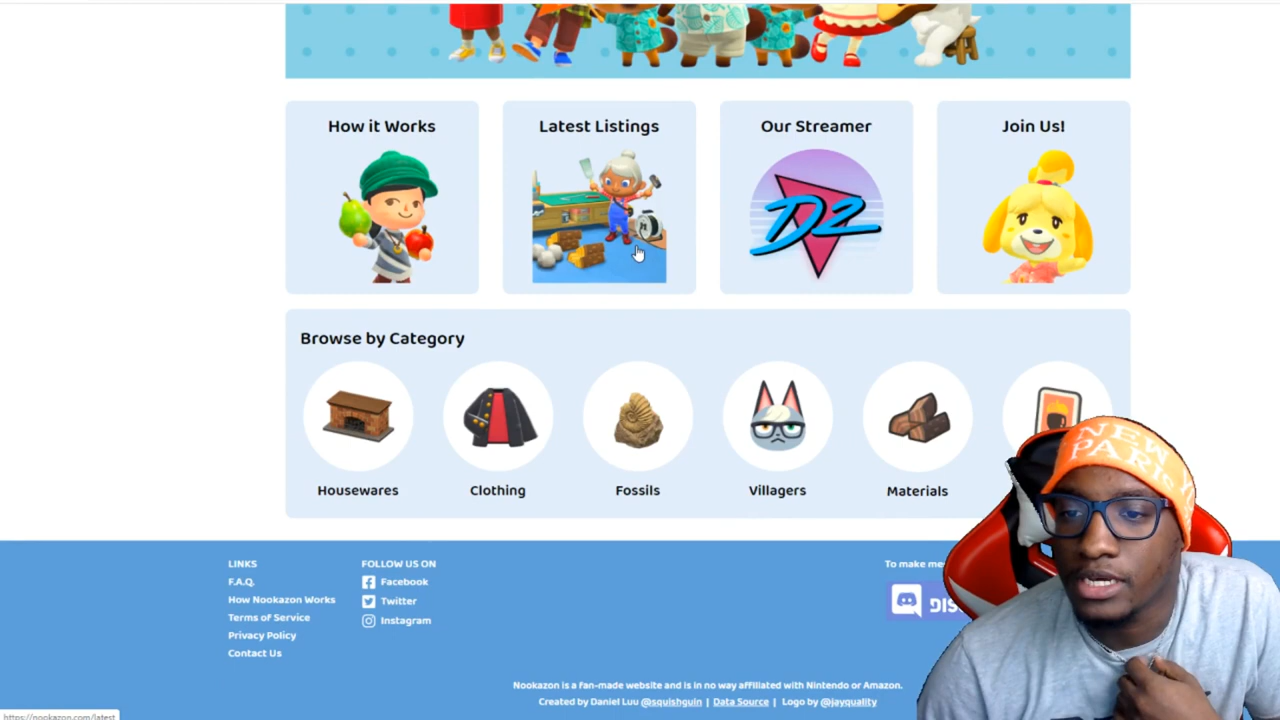 How it Works
Latest Listings
Our Streamer
Join Us!
DZ
Browse by Category
Housewares
Clothing
Fossils
Villagers
Materials
NEW
PARIS
LINKS
F.A.Q.
How Nookazon Works
Terms of Service
Privacy Policy
Contact Us
FOLLOW US ON
Facebook
Twitter
Instagram
To make
Nookazon is a fan-made website and is in no way affiliated with Nintendo or Amazon.
Created by Daniel Luu @squishguin | Data Source | Logo by @jayquality
https://nookazon.com/latest